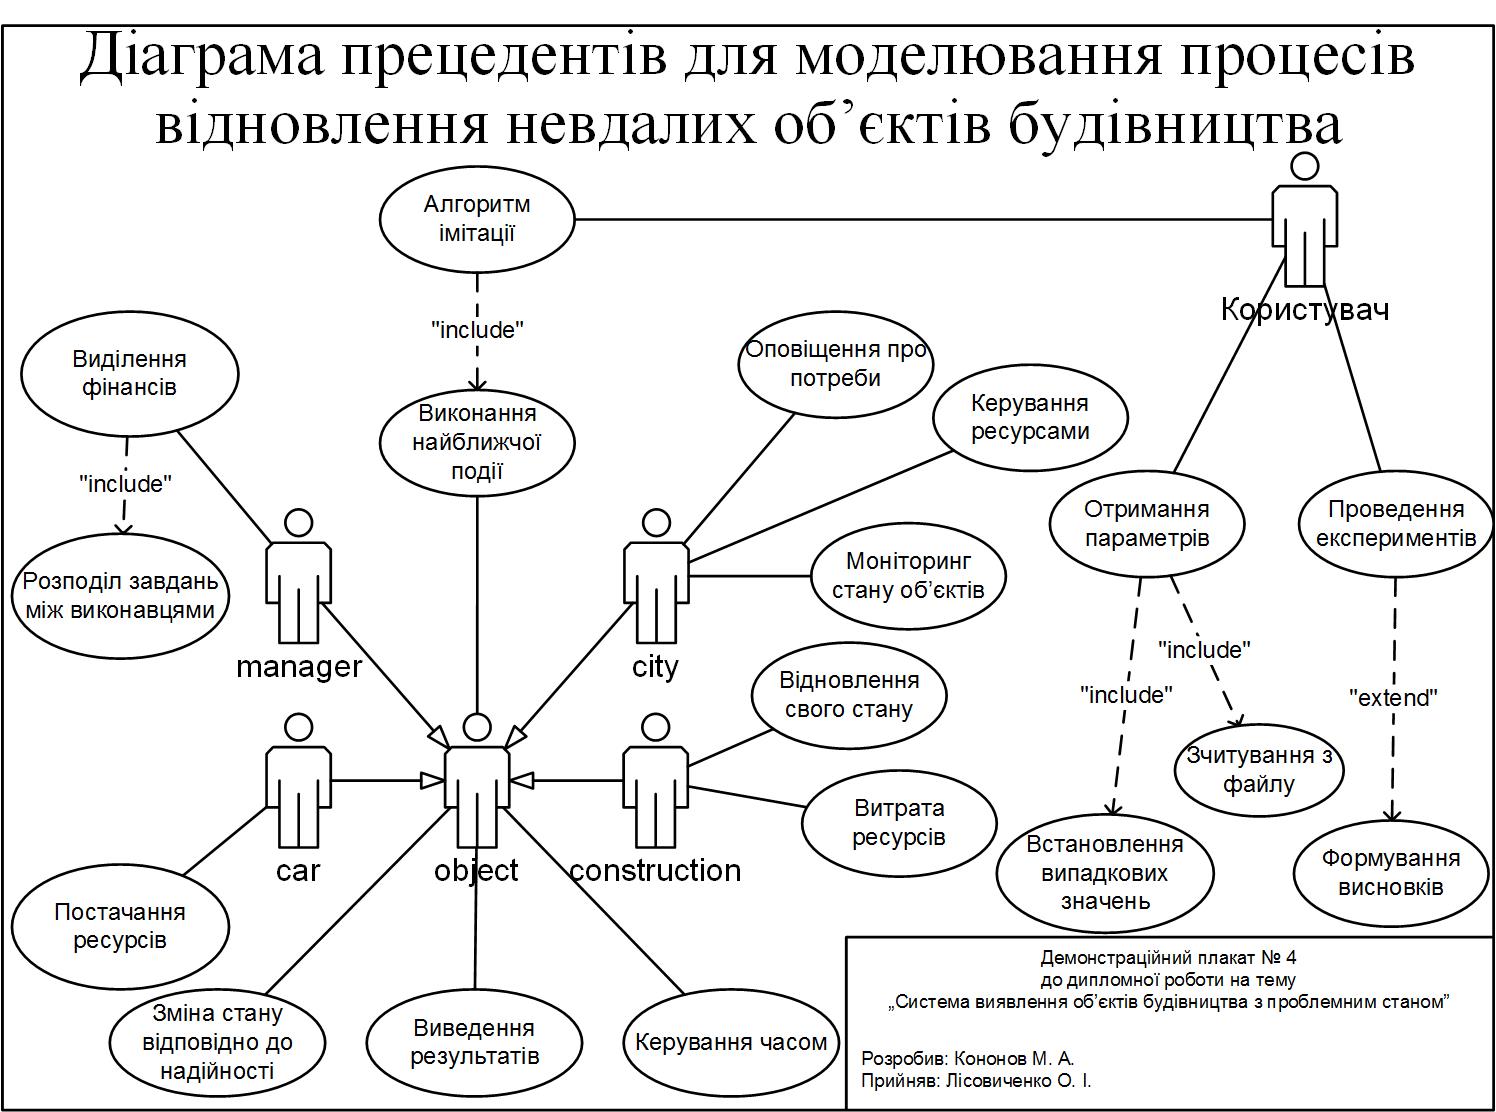 Діаграма прецедентів для моделювання процесів
відновлення невдалих об’єктів будівництва
Алгоритм
імітації
"include"
Користувач
Виділення
фінансів
"include"
Розподіл завдань
між виконавцями
Виконання
найближчої
події
Оповіщення про
потреби
Керування
ресурсами
Моніторинг
стану об’єктів
Отримання
параметрів
Проведення
експериментів
manager
city
"include"
"include"
"extend"
Відновлення
свого стану
Витрата
ресурсів
Зчитування з
файлу
Встановлення
випадкових
значень
Формування
висновків
car
object
construction
Постачання
ресурсів
Зміна стану
відповідно до
надійності
Виведення
результатів
Керування часом
Демонстраційний плакат № 4
до дипломної роботи на тему
„Система виявлення об’єктів будівництва з проблемним станом”
Розробив: Кононов М. А.
Прийняв: Лісовиченко О. І.